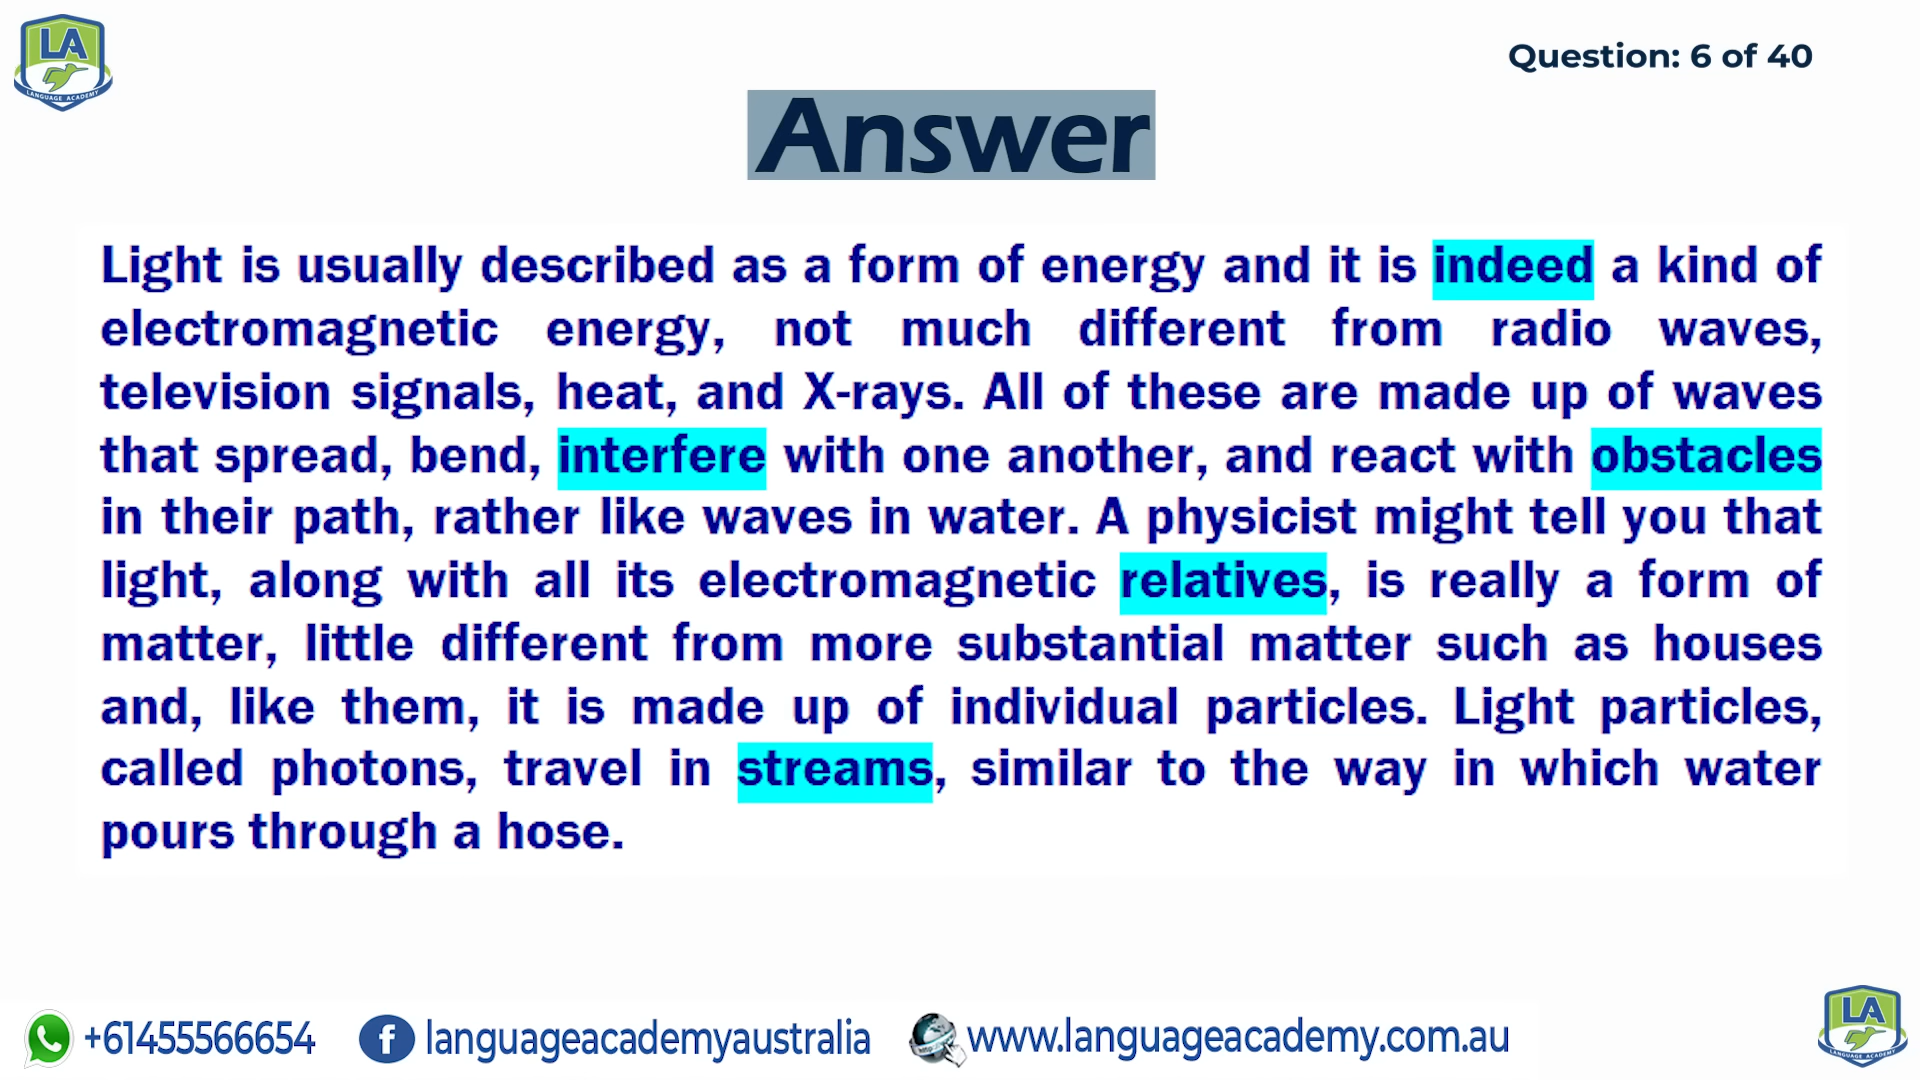 LA
LANGUAGE ACADEMY
Question: 6 of 40
Answer
Light is usually described as a form of energy and it is indeed a kind of
electromagnetic energy, not much different from radio waves,
television signals, heat, and X-rays. All of these are made up of waves
that spread, bend, interfere with one another, and react with obstacles
in their path, rather like waves in water. A physicist might tell you that
light, along with all its electromagnetic relatives, is really a form of
matter, little different from more substantial matter such as houses
and, like them, it is made up of individual particles. Light particles,
called photons, travel in streams, similar to the way in which water
pours through a hose.
+61455566654 languageacademyaustralia www.languageacademy.com.au
LA
LANGUAGE ACADEMY